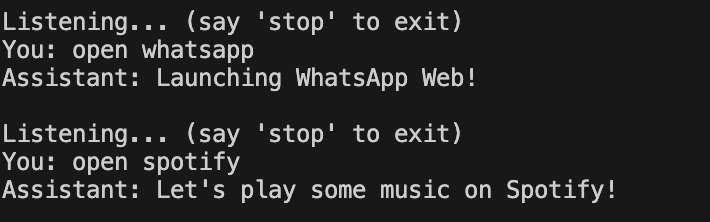 Listening... (say 'stop' to exit)
You: open whatsapp
Assistant: Launching WhatsApp Web!
Listening... (say 'stop' to exit)
You: open spotify
Assistant: Let's play some music on Spotify!